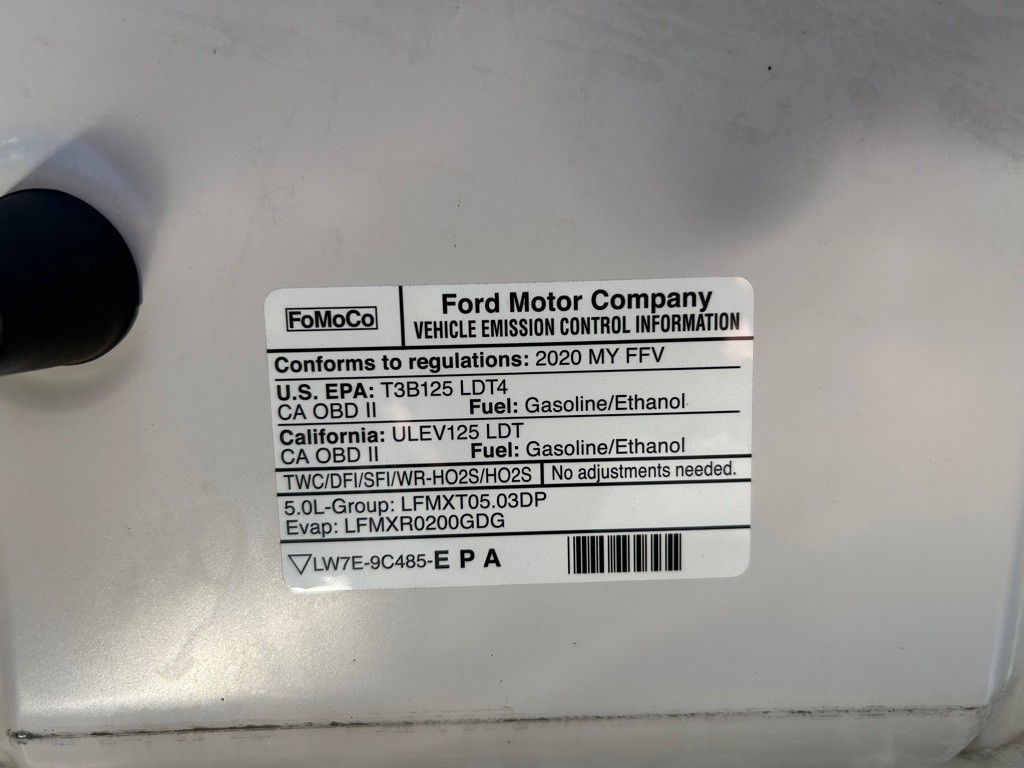 FoMoCo
Ford Motor Company
VEHICLE EMISSION CONTROL INFORMATION
Conforms to regulations: 2020 MY FFV
U.S. EPA: T3B125 LDT4
CA OBD II Fuel: Gasoline/Ethanol
California: ULEV125 LDT
CA OBD II Fuel: Gasoline/Ethanol
TWC/DFI/SFI/WR-HO2S/HO2S No adjustments needed.
5.0L-Group: LFMXT05.03DP
Evap: LFMXR0200GDG
LW7E-9C485-E P A